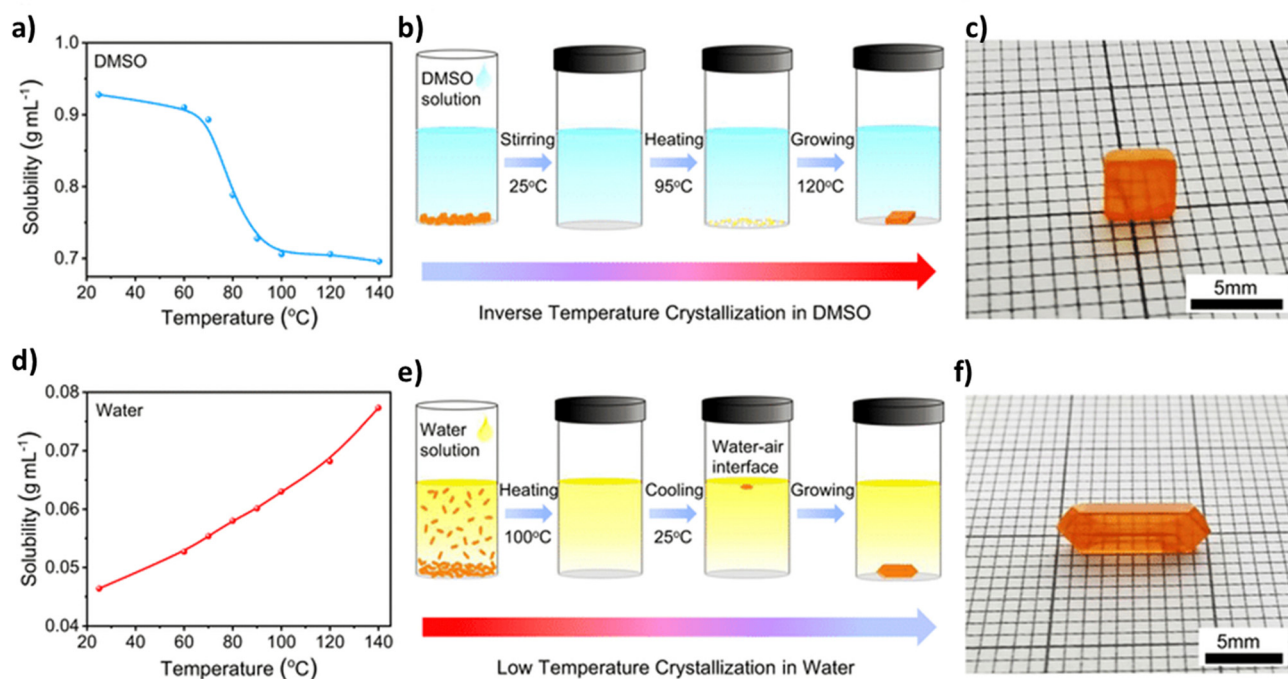 a)
DMSO
Solubility (g mL⁻¹)
1.0
0.9
0.8
0.7
20 40 60 80 100 120 140
Temperature (°C)
b)
DMSO
solution
Stirring
25°C
Heating
95°C
Growing
120°C
Inverse Temperature Crystallization in DMSO
c)
5mm
d)
Water
Solubility (g mL⁻¹)
0.08
0.07
0.06
0.05
0.04
20 40 60 80 100 120 140
Temperature (°C)
e)
Water
solution
Heating
100°C
Cooling
25°C
Water-air
interface
Growing
Low Temperature Crystallization in Water
f)
5mm